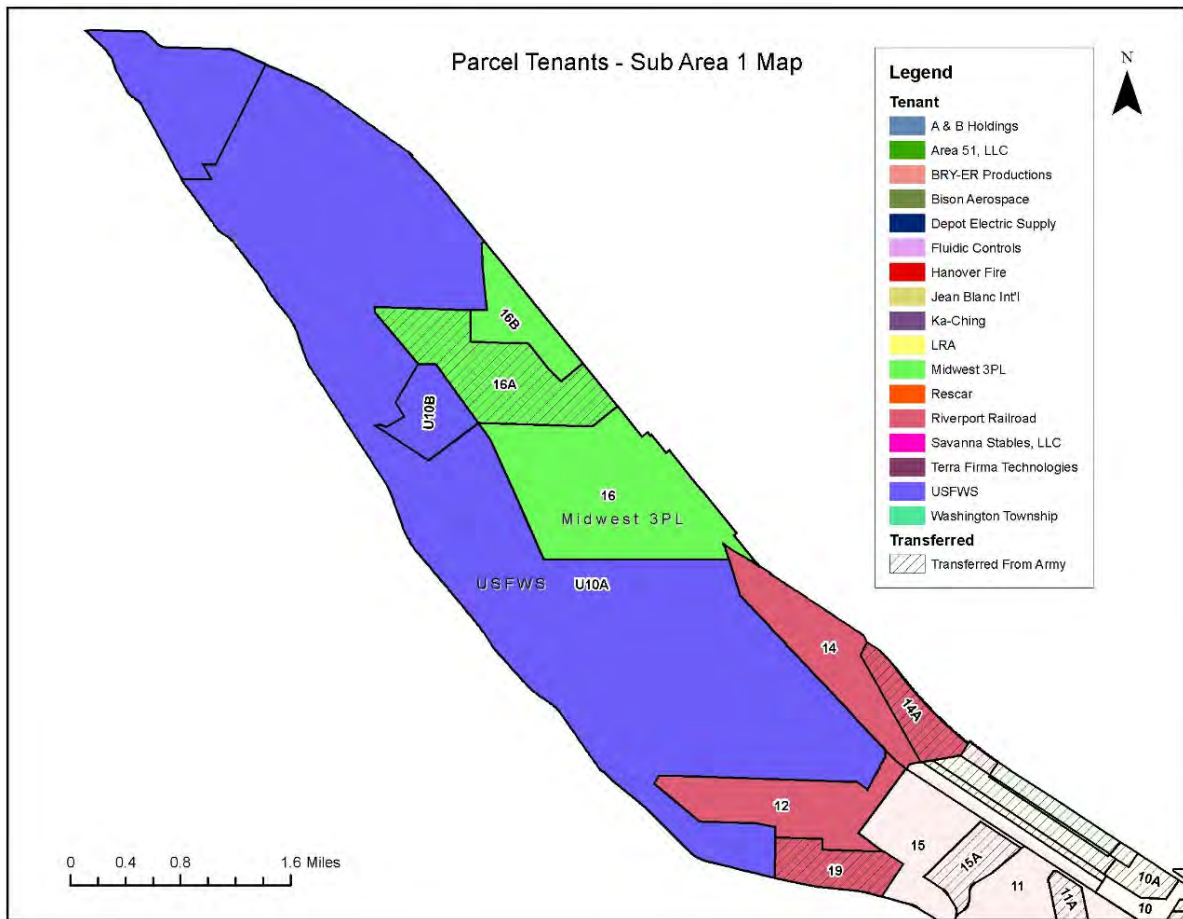 Parcel Tenants - Sub Area 1 Map
N
Legend
Tenant
A & B Holdings
Area 51, LLC
BRY-ER Productions
Bison Aerospace
Depot Electric Supply
Fluidic Controls
Hanover Fire
Jean Blanc Int'l
Ka-Ching
LRA
Midwest 3PL
Rescar
Riverport Railroad
Savanna Stables, LLC
Terra Firma Technologies
USFWS
Washington Township
Transferred
Transferred From Army
16B
16A
U10B
16
Midwest 3PL
USFWS
U10A
14
14A
12
15
15A
19
11
11A
10A
10
0 0.4 0.8 1.6 Miles